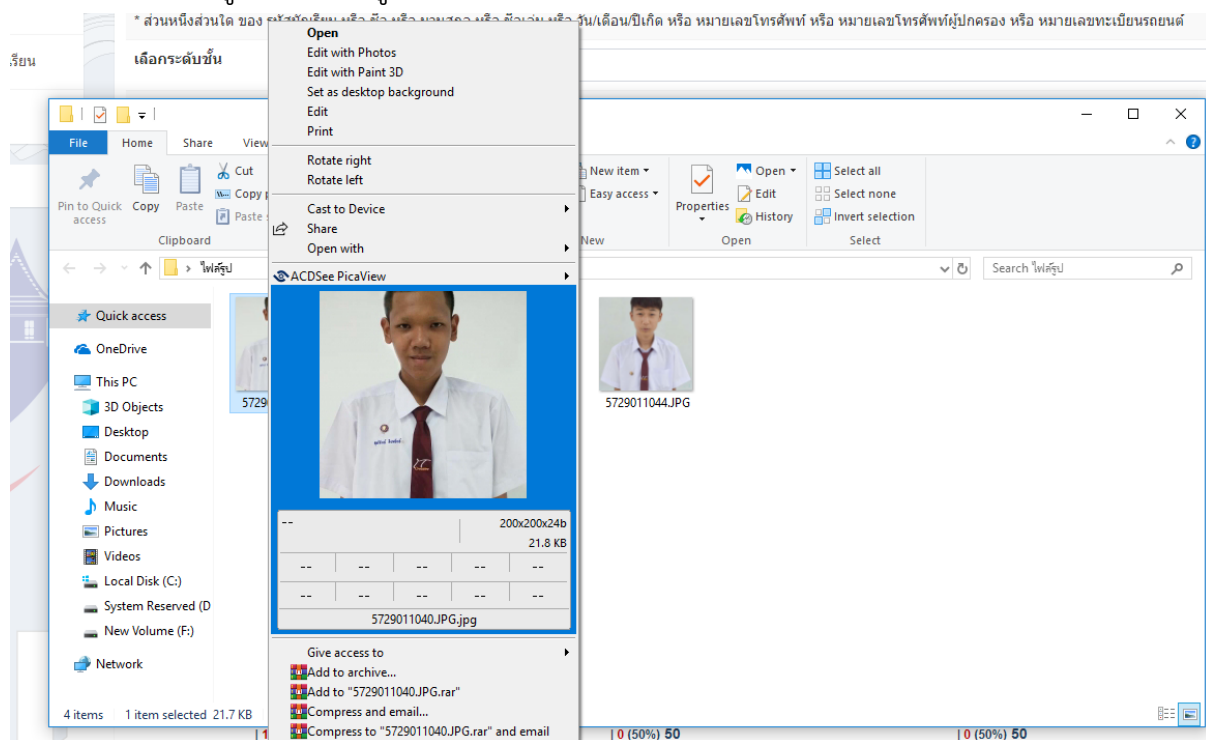 * ส่วนหนึ่งส่วนใด ของ รหัสนักเรียน หรือ ชื่อ หรือ นามสกุล หรือ ชื่อเล่น หรือ วัน/เดือน/ปีเกิด หรือ หมายเลขโทรศัพท์ หรือ หมายเลขโทรศัพท์ผู้ปกครอง หรือ หมายเลขทะเบียนรถยนต์
เรียน
เลือกระดับชั้น
File Home Share View
Pin to Quick access
Copy
Paste
Cut
Copy
Paste
Clipboard
New item
Easy access
New
Properties
Open
Edit
History
Open
Select all
Select none
Invert selection
Select
ไฟล์รูป
Search ไฟล์รูป
Quick access
OneDrive
This PC
3D Objects
Desktop
Documents
Downloads
Music
Pictures
Videos
Local Disk (C:)
System Reserved (D
New Volume (F:)
Network
5729
5729011044.JPG
Open
Edit with Photos
Edit with Paint 3D
Set as desktop background
Edit
Print
Rotate right
Rotate left
Cast to Device
Share
Open with
ACDSee PicaView
-- 200x200x24b
21.8 KB
-- -- -- -- --
-- -- -- -- --
5729011040.JPG.jpg
Give access to
Add to archive...
Add to "5729011040.JPG.rar"
Compress and email...
Compress to "5729011040.JPG.rar" and email
4 items 1 item selected 21.7 KB
| 0 (50%) 50
| 0 (50%) 50